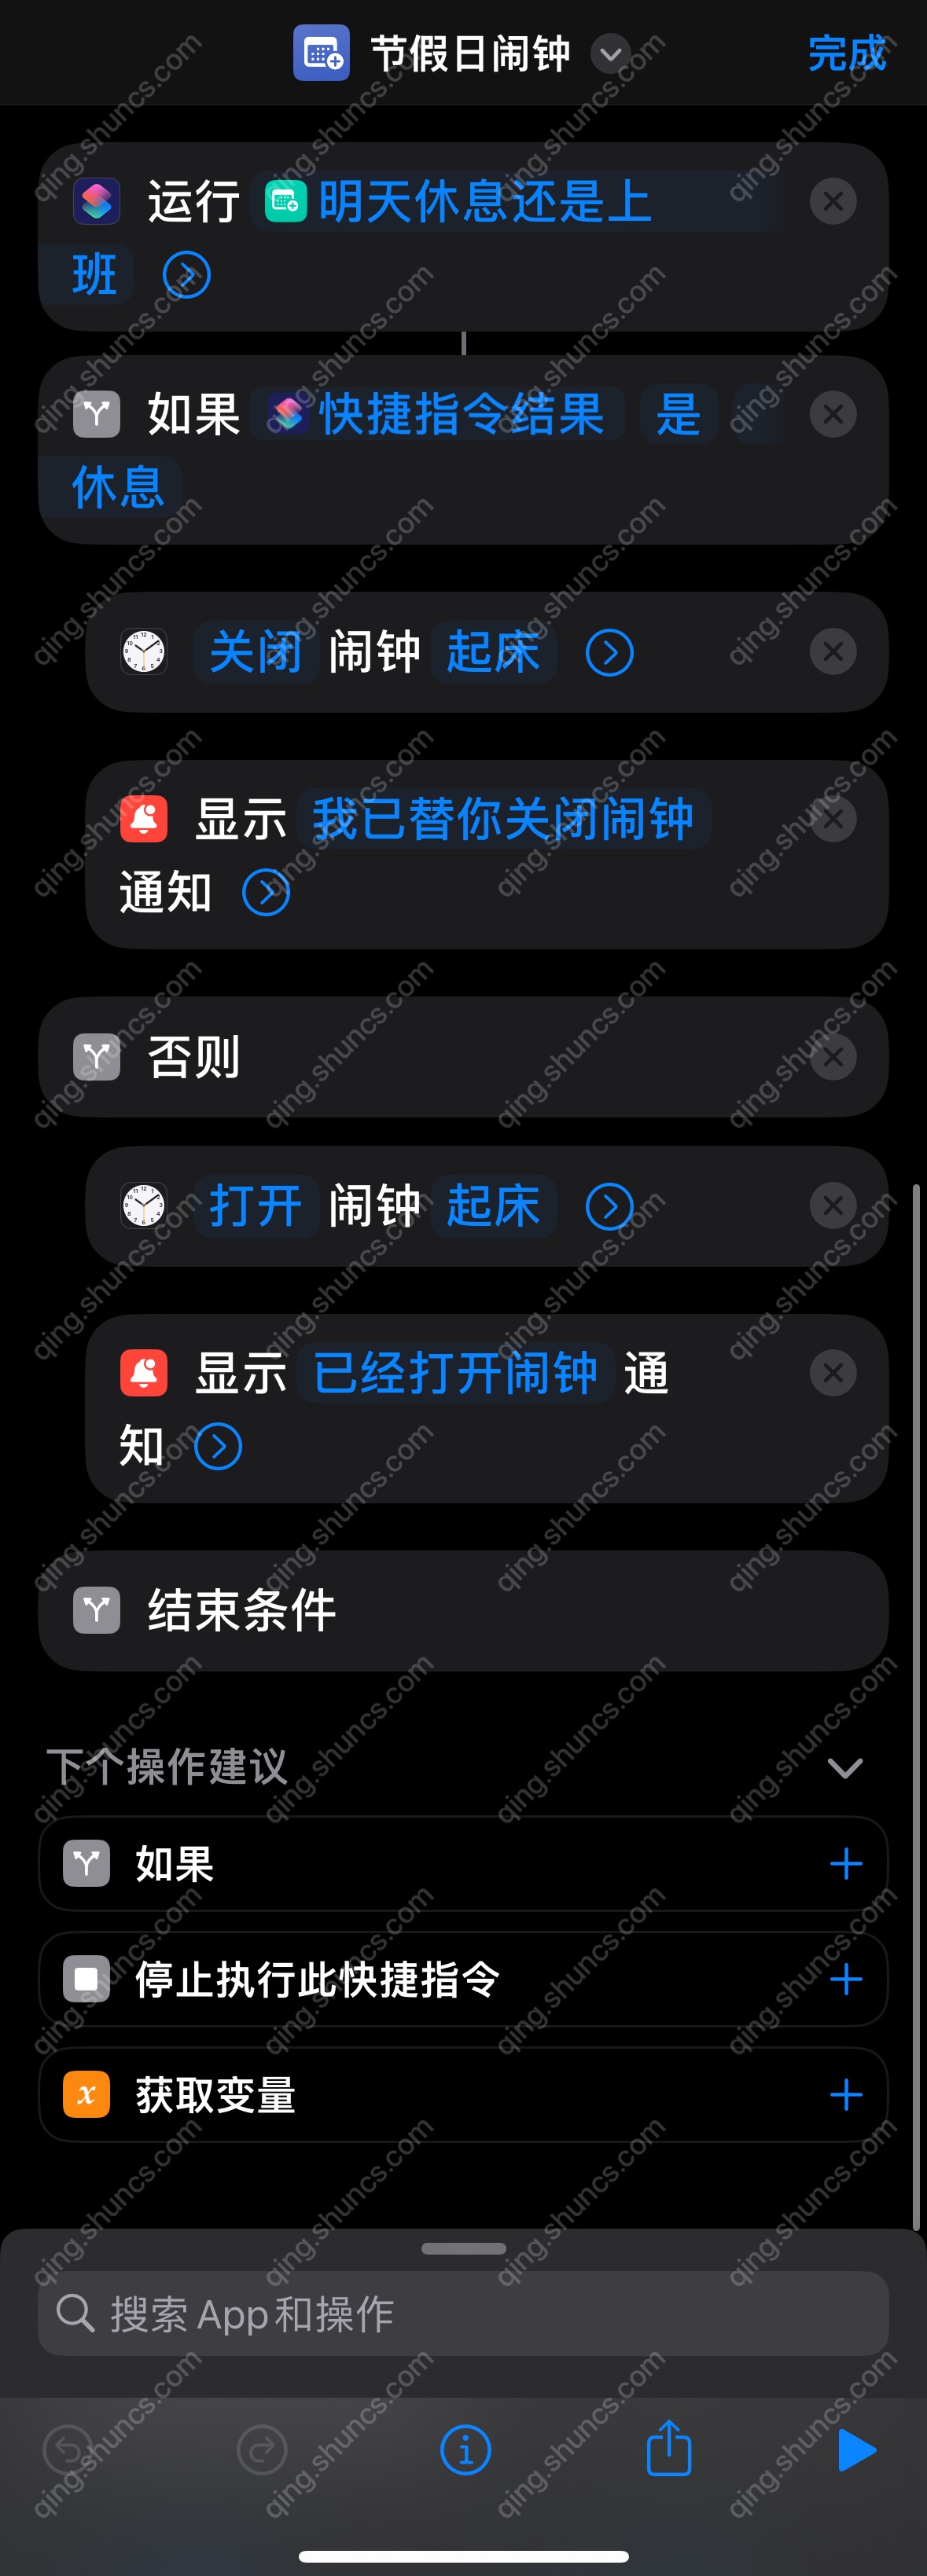 节假日闹钟
完成
运行 明天休息还是上
班
如果 快捷指令结果 是
休息
关闭 闹钟 起床
显示 我已替你关闭闹钟
通知
否则
打开 闹钟 起床
显示 已经打开闹钟 通
知
结束条件
下个操作建议
如果
停止执行此快捷指令
获取变量
搜索 App 和操作
qing.shuncs.com